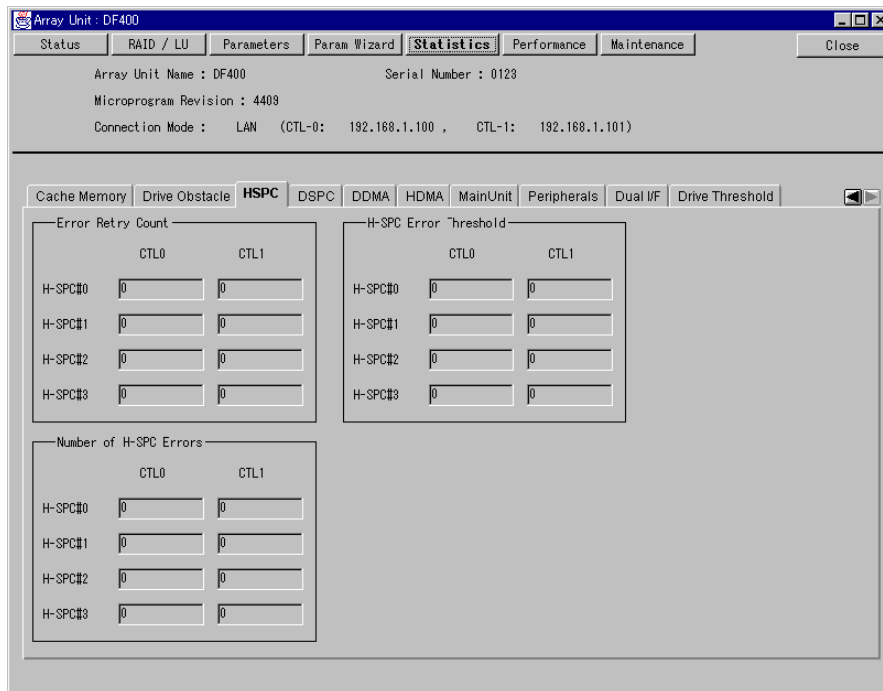 Array Unit : DF400
Status RAID / LU Parameters Param Wizard Statistics Performance Maintenance Close
Array Unit Name : DF400 Serial Number : 0123
Microprogram Revision : 4409
Connection Mode : LAN (CTL-0: 192.168.1.100 , CTL-1: 192.168.1.101)
Cache Memory Drive Obstacle HSPC DSPC DDMA HDMA MainUnit Peripherals Dual I/F Drive Threshold
Error Retry Count
CTL0 CTL1
H-SPC#0 0 0
H-SPC#1 0 0
H-SPC#2 0 0
H-SPC#3 0 0
H-SPC Error Threshold
CTL0 CTL1
H-SPC#0 0 0
H-SPC#1 0 0
H-SPC#2 0 0
H-SPC#3 0 0
Number of H-SPC Errors
CTL0 CTL1
H-SPC#0 0 0
H-SPC#1 0 0
H-SPC#2 0 0
H-SPC#3 0 0